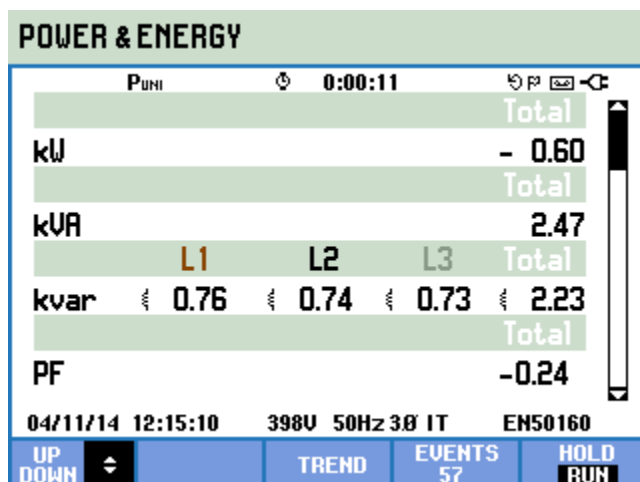 POWER & ENERGY
PUNI 0:00:11
Total
kW - 0.60
Total
kVA 2.47
L1 L2 L3 Total
kvar 0.76 0.74 0.73 2.23
Total
PF -0.24
04/11/14 12:15:10 398V 50Hz 3Ø IT EN50160
UP DOWN TREND EVENTS 57 HOLD RUN